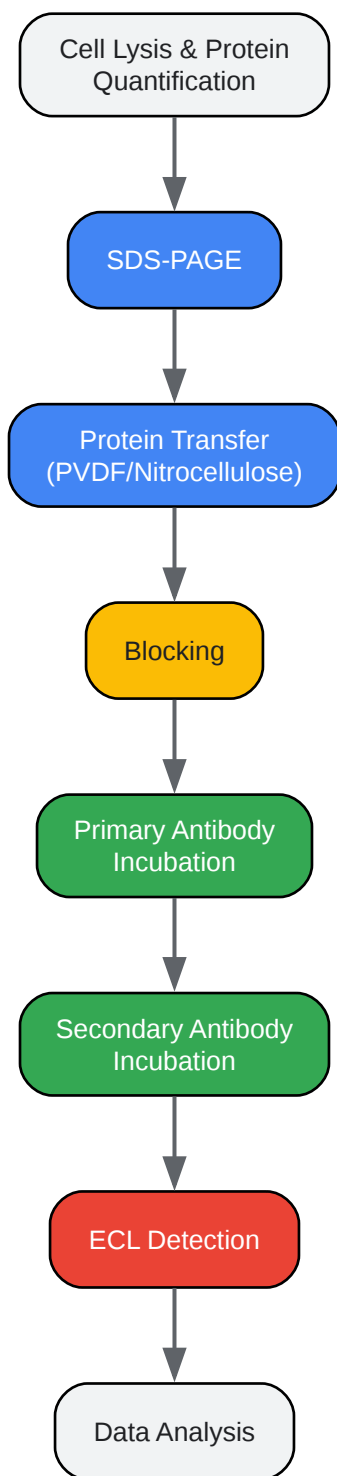 Cell Lysis & Protein
Quantification
SDS-PAGE
Protein Transfer
(PVDF/Nitrocellulose)
Blocking
Primary Antibody
Incubation
Secondary Antibody
Incubation
ECL Detection
Data Analysis